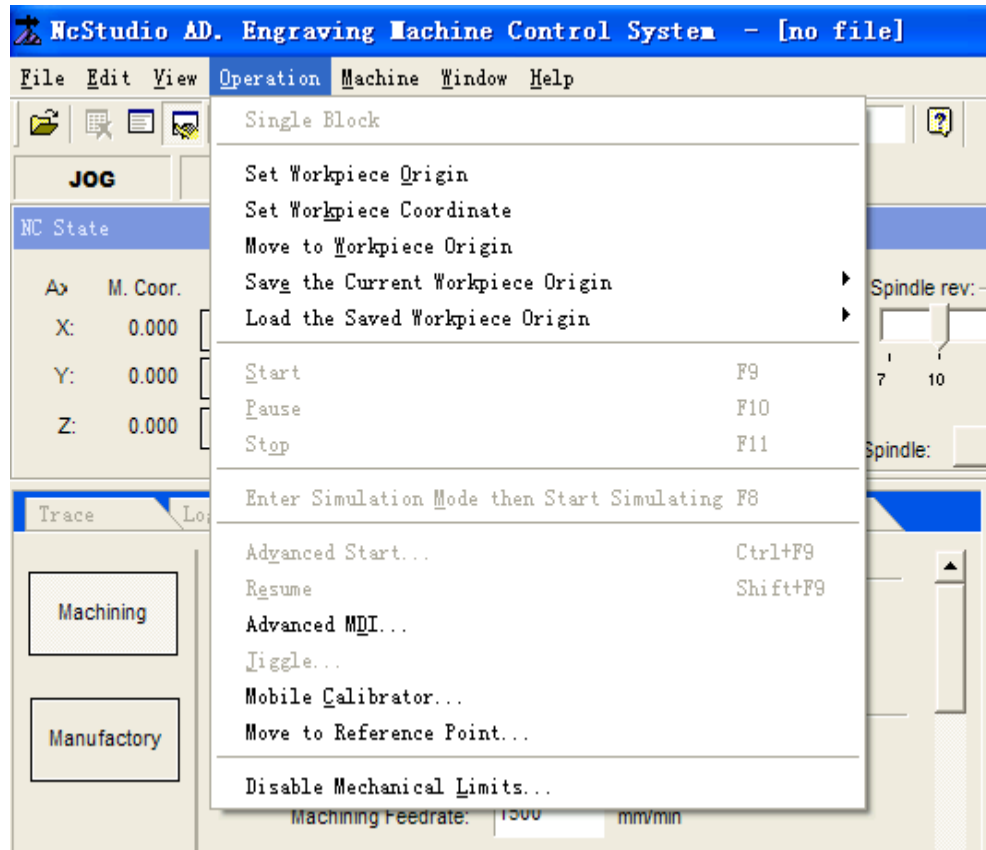 NcStudio AD. Engraving Machine Control System - [no file]
File Edit View Operation Machine Window Help
Single Block
JOG
Set Workpiece Origin
Set Workpiece Coordinate
NC State
Move to Workpiece Origin
Save the Current Workpiece Origin
M. Coor.
Spindle rev:
Load the Saved Workpiece Origin
X: 0.000
7 10
Start F9
Y: 0.000
Pause F10
Z: 0.000
Stop F11
Spindle:
Enter Simulation Mode then Start Simulating F8
Trace
Advanced Start... Ctrl+F9
Resume Shift+F9
Machining
Advanced MDI...
Jiggle...
Mobile Calibrator...
Manufactory
Move to Reference Point...
Disable Mechanical Limits...
Machining Feedrate: 1500 mm/min